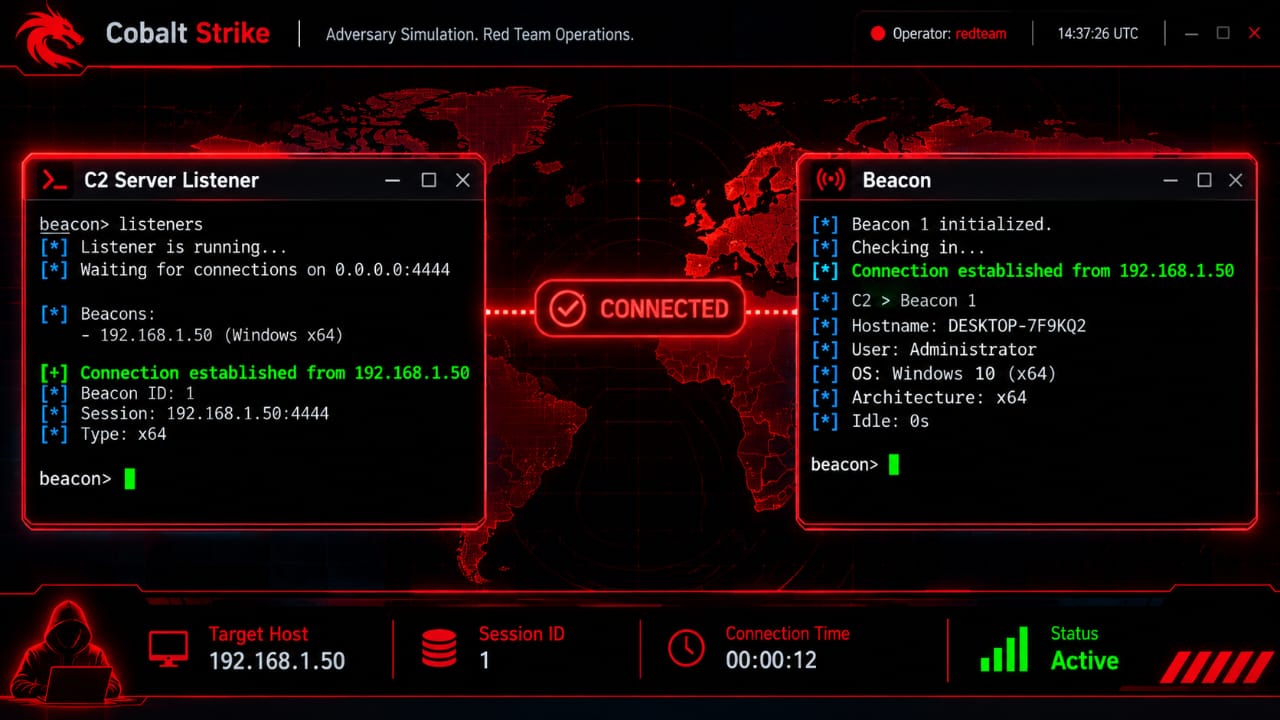 Cobalt Strike
Adversary Simulation. Red Team Operations.
Operator: redteam
14:37:26 UTC
C2 Server Listener
beacon> listeners
[*] Listener is running...
[*] Waiting for connections on 0.0.0.0:4444
[*] Beacons:
- 192.168.1.50 (Windows x64)
[+] Connection established from 192.168.1.50
[*] Beacon ID: 1
[*] Session: 192.168.1.50:4444
[*] Type: x64
beacon>
CONNECTED
Beacon
[*] Beacon 1 initialized.
[*] Checking in...
[*] Connection established from 192.168.1.50
[*] C2 > Beacon 1
[*] Hostname: DESKTOP-7F9KQ2
[*] User: Administrator
[*] OS: Windows 10 (x64)
[*] Architecture: x64
[*] Idle: 0s
beacon>
Target Host
192.168.1.50
Session ID
1
Connection Time
00:00:12
Status
Active